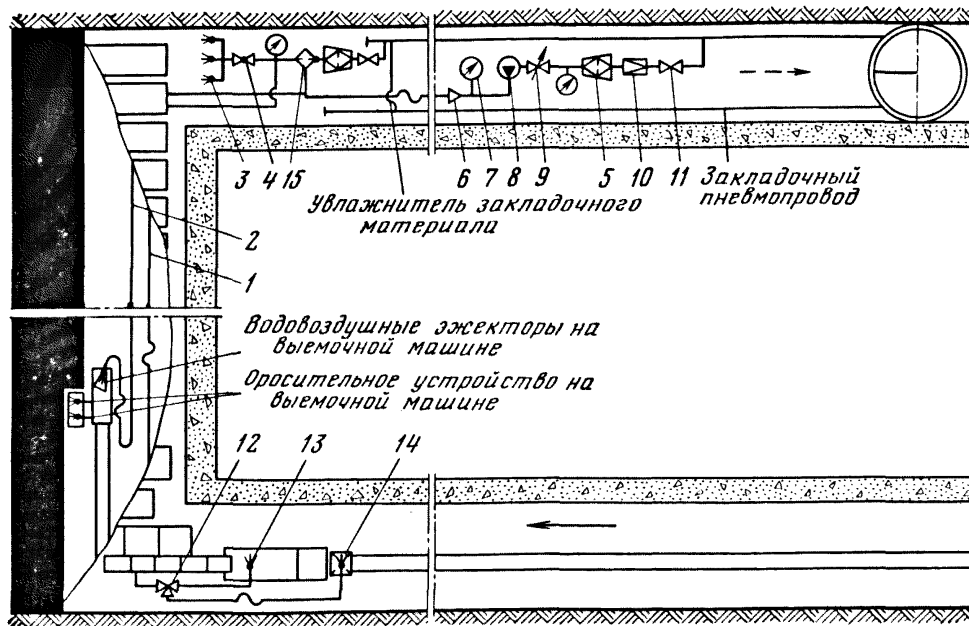 3 4 15 6 7 8 9 5 10 11
Закладочный
пневмопровод
Увлажнитель закладочного
материала
2
1
Водовоздушные эжекторы на
выемочной машине
Оросительное устройство на
выемочной машине
12 13 14